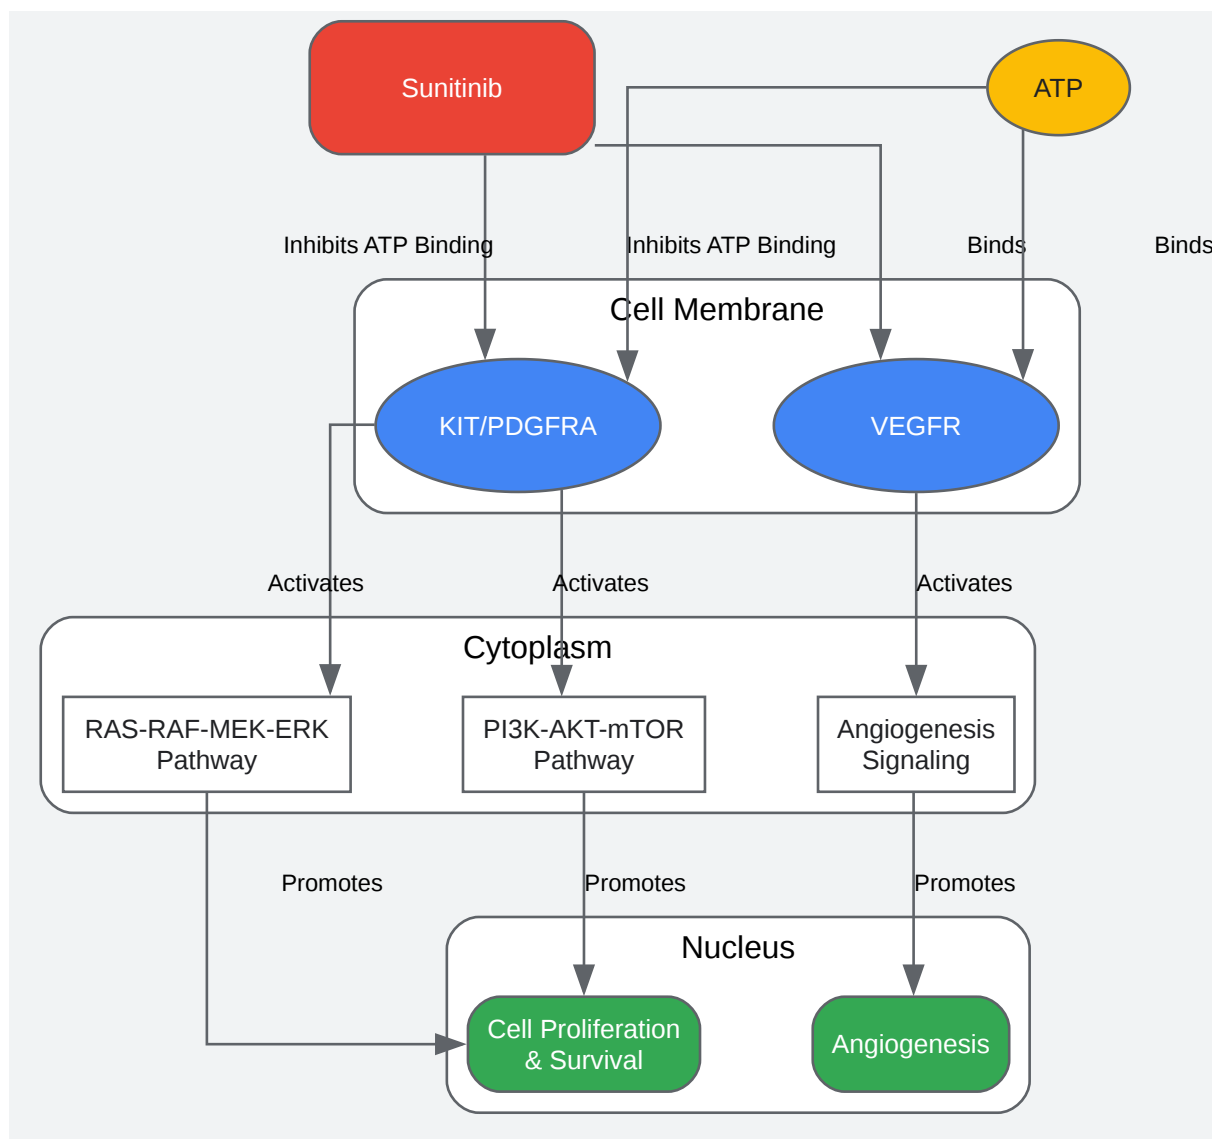 Sunitinib
ATP
Inhibits ATP Binding
Inhibits ATP Binding
Binds
Binds
Cell Membrane
KIT/PDGFRA
VEGFR
Activates
Activates
Activates
Cytoplasm
RAS-RAF-MEK-ERK
Pathway
PI3K-AKT-mTOR
Pathway
Angiogenesis
Signaling
Promotes
Promotes
Promotes
Nucleus
Cell Proliferation
& Survival
Angiogenesis